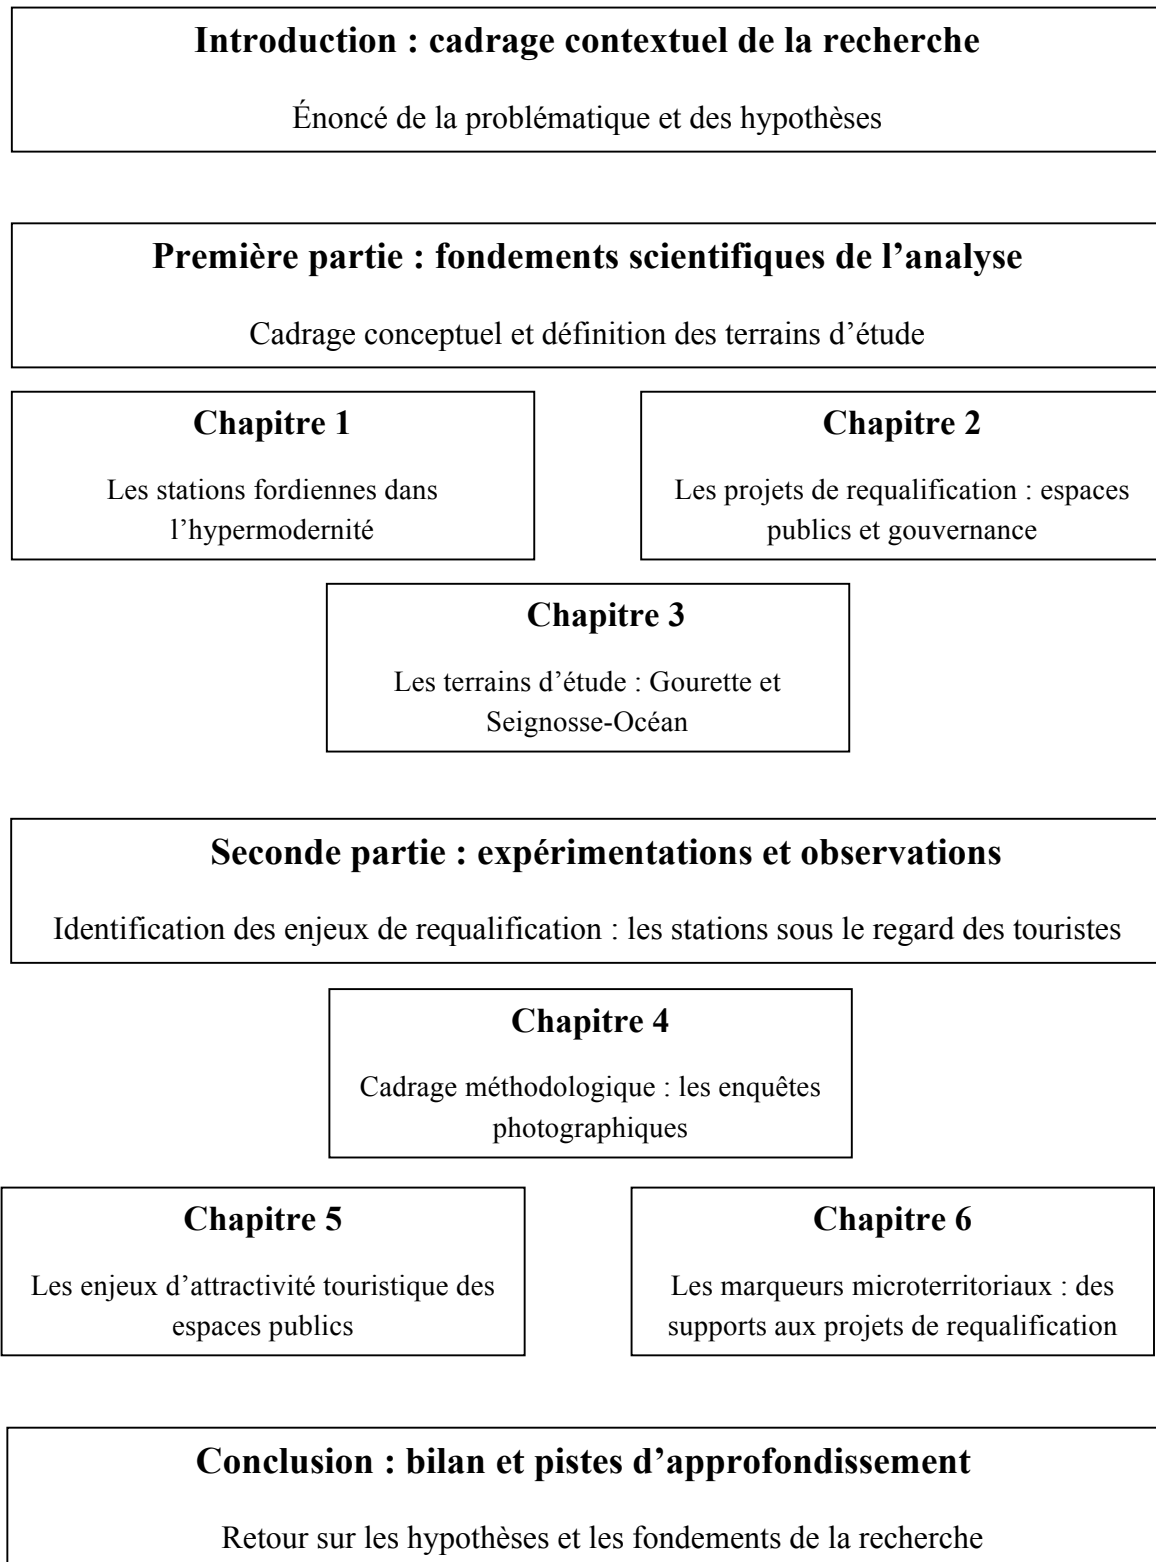 Introduction : cadrage contextuel de la recherche
Énoncé de la problématique et des hypothèses
Première partie : fondements scientifiques de l’analyse
Cadrage conceptuel et définition des terrains d’étude
Chapitre 1
Les stations fordiennes dans
l’hypermodernité
Chapitre 2
Les projets de requalification : espaces
publics et gouvernance
Chapitre 3
Les terrains d’étude : Gourette et
Seignosse-Océan
Seconde partie : expérimentations et observations
Identification des enjeux de requalification : les stations sous le regard des touristes
Chapitre 4
Cadrage méthodologique : les enquêtes
photographiques
Chapitre 5
Les enjeux d’attractivité touristique des
espaces publics
Chapitre 6
Les marqueurs microterritoriaux : des
supports aux projets de requalification
Conclusion : bilan et pistes d’approfondissement
Retour sur les hypothèses et les fondements de la recherche